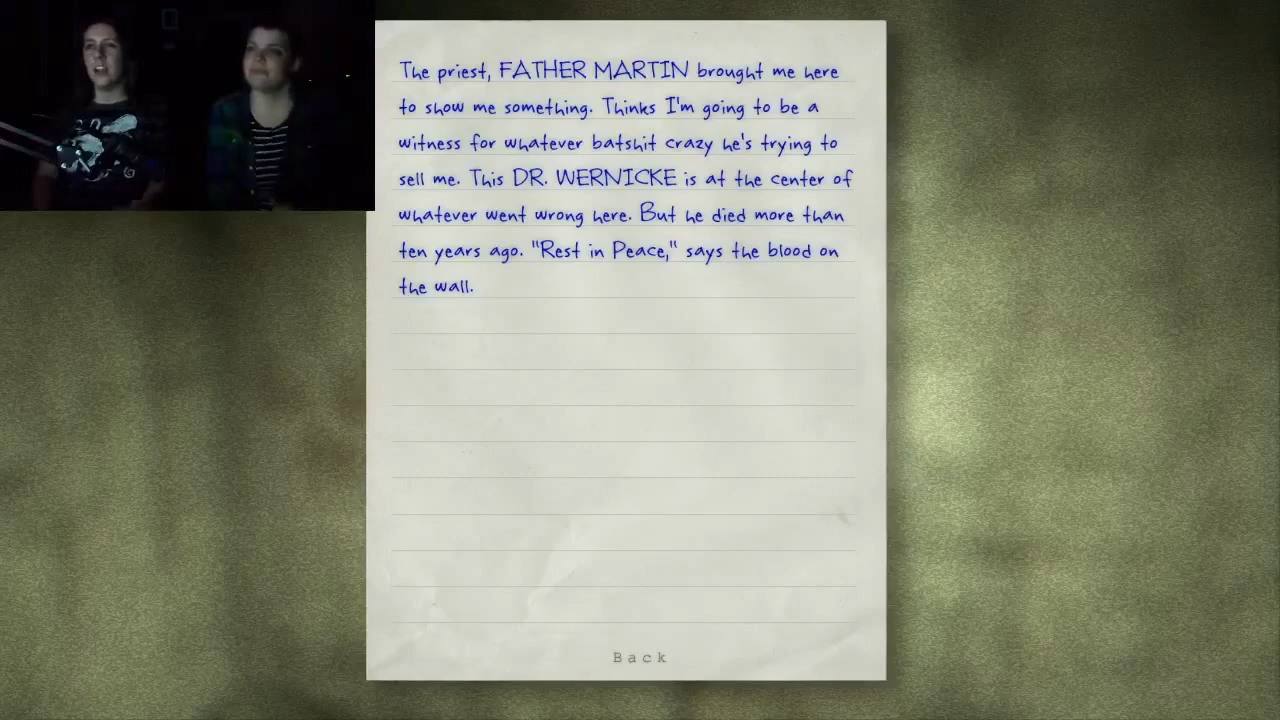 The priest, FATHER MARTIN brought me here
to show me something. Thinks I'm going to be a
witness for whatever batshit crazy he's trying to
sell me. This DR. WERNICKE is at the center of
whatever went wrong here. But he died more than
ten years ago. "Rest in Peace," says the blood on
the wall.
Back